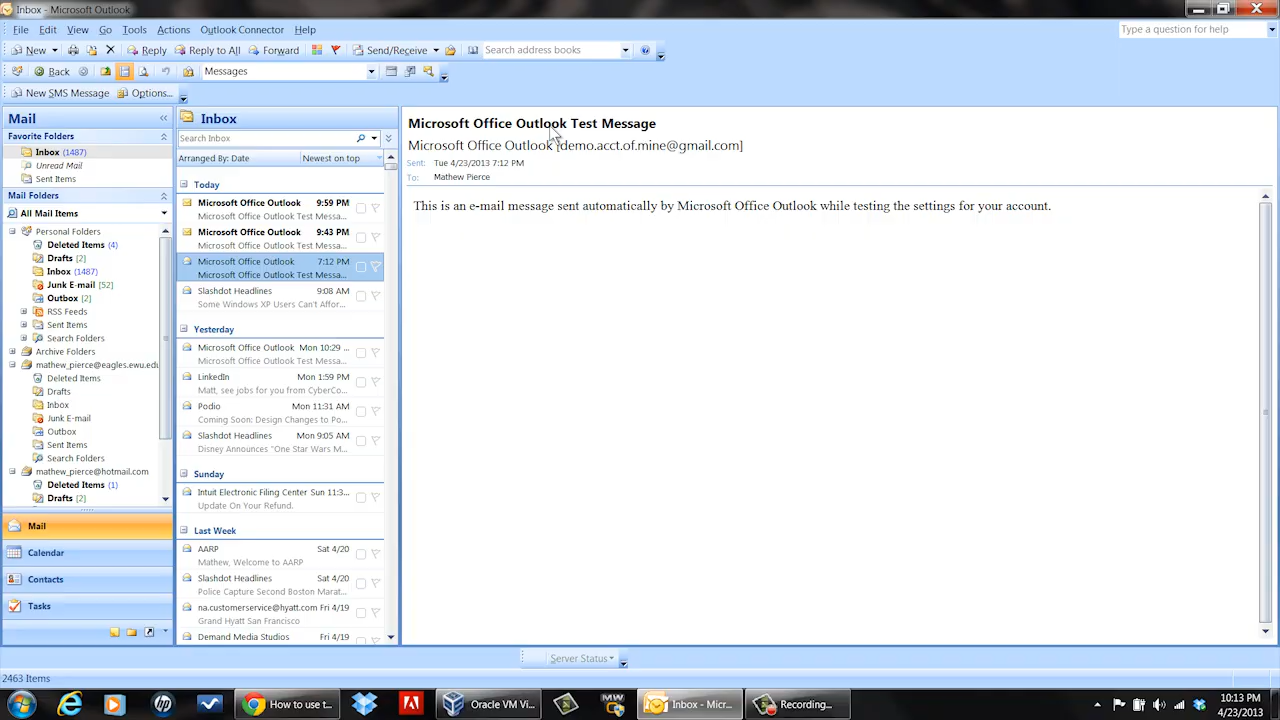 Inbox - Microsoft Outlook
File Edit View Go Tools Actions Outlook Connector Help
Type a question for help
New Reply Reply to All Forward Send/Receive Search address books
Back Messages
New SMS Message Options...
Mail
Favorite Folders
Inbox (1487)
Unread Mail
Sent Items
Mail Folders
All Mail Items
Personal Folders
Deleted Items (4)
Drafts [2]
Inbox (1487)
Junk E-mail [52]
Outbox [2]
RSS Feeds
Sent Items
Search Folders
Archive Folders
mathew_pierce@eagles.ewu.edu
Deleted Items
Drafts
Inbox
Junk E-mail
Outbox
Sent Items
Search Folders
mathew_pierce@hotmail.com
Deleted Items (1)
Drafts [2]
Mail
Calendar
Contacts
Tasks
Inbox
Search Inbox
Arranged By: Date Newest on top
Today
Microsoft Office Outlook 9:59 PM
Microsoft Office Outlook Test Messa...
Microsoft Office Outlook 9:43 PM
Microsoft Office Outlook Test Messa...
Microsoft Office Outlook 7:12 PM
Microsoft Office Outlook Test Messa...
Slashdot Headlines 9:08 AM
Some Windows XP Users Can't Affor...
Yesterday
Microsoft Office Outlook Mon 10:29 ...
Microsoft Office Outlook Test Messa...
LinkedIn Mon 1:59 PM
Matt, see jobs for you from CyberCo...
Podio Mon 11:31 AM
Coming Soon: Design Changes to Po...
Slashdot Headlines Mon 9:05 AM
Disney Announces "One Star Wars M...
Sunday
Intuit Electronic Filing Center Sun 11:3...
Update On Your Refund.
Last Week
AARP Sat 4/20
Mathew, Welcome to AARP
Slashdot Headlines Sat 4/20
Police Capture Second Boston Marat...
na.customerservice@hyatt.com Fri 4/19
Grand Hyatt San Francisco
Demand Media Studios Fri 4/19
Microsoft Office Outlook Test Message
Microsoft Office Outlook [demo.acct.of.mine@gmail.com]
Sent: Tue 4/23/2013 7:12 PM
To: Mathew Pierce
This is an e-mail message sent automatically by Microsoft Office Outlook while testing the settings for your account.
Server Status
2463 Items
How to use t...
Oracle VM Vi...
Inbox - Micr...
Recording...
10:13 PM
4/23/2013